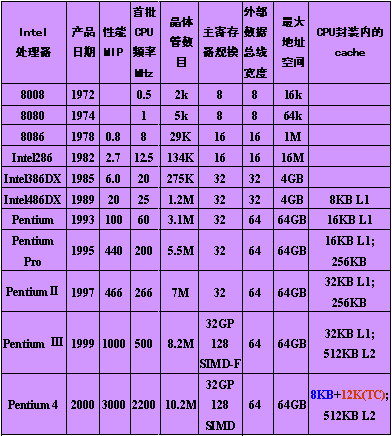 Intel 处理器 产品日期 性能MIP 首批CPU频率MHz 晶体管数目 主寄存器规模 外部数据总线宽度 最大地址空间 CPU封装内的cache
8008 1972 0.5 2k 8 8 16k
8080 1974 1 5k 8 8 64k
8086 1978 0.8 8 29K 16 16 1M
Intel286 1982 2.7 12.5 134K 16 16 16M
Intel386DX 1985 6.0 20 275K 32 32 4GB
Intel486DX 1989 20 25 1.2M 32 32 4GB 8KB L1
Pentium 1993 100 60 3.1M 32 64 64GB 16KB L1
Pentium Pro 1995 440 200 5.5M 32 64 64GB 16KB L1; 256KB
PentiumⅡ 1997 466 266 7M 32 64 64GB 32KB L1; 256KB
Pentium Ⅲ 1999 1000 500 8.2M 32GP 128 SIMD-F 64 64GB 32KB L1; 512KB L2
Pentium 4 2000 3000 2200 10.2M 32GP 128 SIMD 64 64GB 8KB+12K(TC); 512KB L2